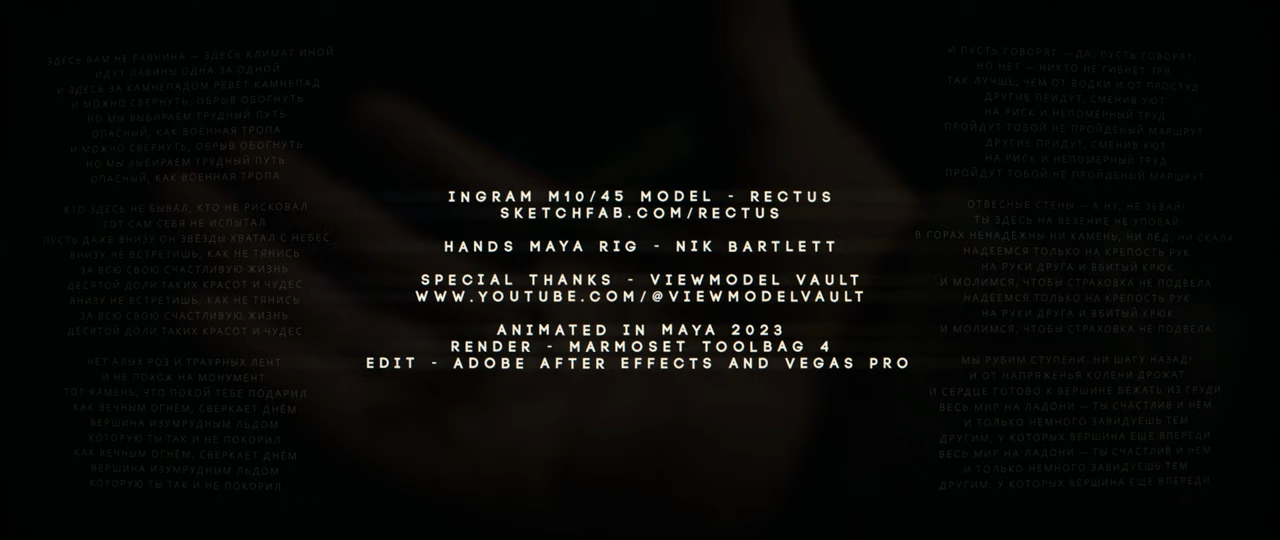 ЗДЕСЬ ВАМ НЕ РАВНИНА — ЗДЕСЬ КЛИМАТ ИНОЙ
ИДУТ ЛАВИНЫ ОДНА ЗА ОДНОЙ
И ЗДЕСЬ ЗА КАМНЕПАДОМ РЕВЁТ КАМНЕПАД
И МОЖНО СВЕРНУТЬ, ОБРЫВ ОБОГНУТЬ
НО МЫ ВЫБИРАЕМ ТРУДНЫЙ ПУТЬ
ОПАСНЫЙ, КАК ВОЕННАЯ ТРОПА
И МОЖНО СВЕРНУТЬ, ОБРЫВ ОБОГНУТЬ
НО МЫ ВЫБИРАЕМ ТРУДНЫЙ ПУТЬ
ОПАСНЫЙ, КАК ВОЕННАЯ ТРОПА
КТО ЗДЕСЬ НЕ БЫВАЛ, КТО НЕ РИСКОВАЛ
ТОТ САМ СЕБЯ НЕ ИСПЫТАЛ
ПУСТЬ ДАЖЕ ВНИЗУ ОН ЗВЁЗДЫ ХВАТАЛ С НЕБЕС
ВНИЗУ НЕ ВСТРЕТИШЬ, КАК НЕ ТЯНИСЬ
ЗА ВСЮ СВОЮ СЧАСТЛИВУЮ ЖИЗНЬ
ДЕСЯТОЙ ДОЛИ ТАКИХ КРАСОТ И ЧУДЕС
ВНИЗУ НЕ ВСТРЕТИШЬ, КАК НЕ ТЯНИСЬ
ЗА ВСЮ СВОЮ СЧАСТЛИВУЮ ЖИЗНЬ
ДЕСЯТОЙ ДОЛИ ТАКИХ КРАСОТ И ЧУДЕС
НЕТ АЛЫХ РОЗ И ТРАУРНЫХ ЛЕНТ
И НЕ ПОХОЖ НА МОНУМЕНТ
ТОТ КАМЕНЬ, ЧТО ПОКОЙ ТЕБЕ ПОДАРИЛ
КАК ВЕЧНЫМ ОГНЁМ, СВЕРКАЕТ ДНЁМ
ВЕРШИНА ИЗУМРУДНЫМ ЛЬДОМ
КОТОРУЮ ТЫ ТАК И НЕ ПОКОРИЛ
КАК ВЕЧНЫМ ОГНЁМ, СВЕРКАЕТ ДНЁМ
ВЕРШИНА ИЗУМРУДНЫМ ЛЬДОМ
КОТОРУЮ ТЫ ТАК И НЕ ПОКОРИЛ
INGRAM M10/45 MODEL - RECTUS
SKETCHFAB.COM/RECTUS
HANDS MAYA RIG - NIK BARTLETT
SPECIAL THANKS - VIEWMODEL VAULT
WWW.YOUTUBE.COM/@VIEWMODELVAULT
ANIMATED IN MAYA 2023
RENDER - MARMOSET TOOLBAG 4
EDIT - ADOBE AFTER EFFECTS AND VEGAS PRO
И ПУСТЬ ГОВОРЯТ — ДА, ПУСТЬ ГОВОРЯТ!
НО НЕТ — НИКТО НЕ ГИБНЕТ ЗРЯ
ТАК ЛУЧШЕ, ЧЕМ ОТ ВОДКИ И ОТ ПРОСТУД
ДРУГИЕ ПРИДУТ, СМЕНИВ УЮТ
НА РИСК И НЕПОМЕРНЫЙ ТРУД
ПРОЙДУТ ТОБОЙ НЕ ПРОЙДЕНЫЙ МАРШРУТ
ДРУГИЕ ПРИДУТ, СМЕНИВ УЮТ
НА РИСК И НЕПОМЕРНЫЙ ТРУД
ПРОЙДУТ ТОБОЙ НЕ ПРОЙДЕНЫЙ МАРШРУТ
ОТВЕСНЫЕ СТЕНЫ — А НУ, НЕ ЗЕВАЙ!
ТЫ ЗДЕСЬ НА ВЕЗЕНИЕ НЕ УПОВАЙ
В ГОРАХ НЕНАДЁЖНЫ НИ КАМЕНЬ, НИ ЛЁД, НИ СКАЛА
НАДЕЕМСЯ ТОЛЬКО НА КРЕПОСТЬ РУК
НА РУКИ ДРУГА И ВБИТЫЙ КРЮК
И МОЛИМСЯ, ЧТОБЫ СТРАХОВКА НЕ ПОДВЕЛА
НАДЕЕМСЯ ТОЛЬКО НА КРЕПОСТЬ РУК
НА РУКИ ДРУГА И ВБИТЫЙ КРЮК
И МОЛИМСЯ, ЧТОБЫ СТРАХОВКА НЕ ПОДВЕЛА
МЫ РУБИМ СТУПЕНИ. НИ ШАГУ НАЗАД!
И ОТ НАПРЯЖЕНЬЯ КОЛЕНИ ДРОЖАТ
И СЕРДЦЕ ГОТОВО К ВЕРШИНЕ БЕЖАТЬ ИЗ ГРУДИ
ВЕСЬ МИР НА ЛАДОНИ — ТЫ СЧАСТЛИВ И НЕМ
И ТОЛЬКО НЕМНОГО ЗАВИДУЕШЬ ТЕМ
ДРУГИМ, У КОТОРЫХ ВЕРШИНА ЕЩЁ ВПЕРЕДИ
ВЕСЬ МИР НА ЛАДОНИ — ТЫ СЧАСТЛИВ И НЕМ
И ТОЛЬКО НЕМНОГО ЗАВИДУЕШЬ ТЕМ
ДРУГИМ, У КОТОРЫХ ВЕРШИНА ЕЩЁ ВПЕРЕДИ